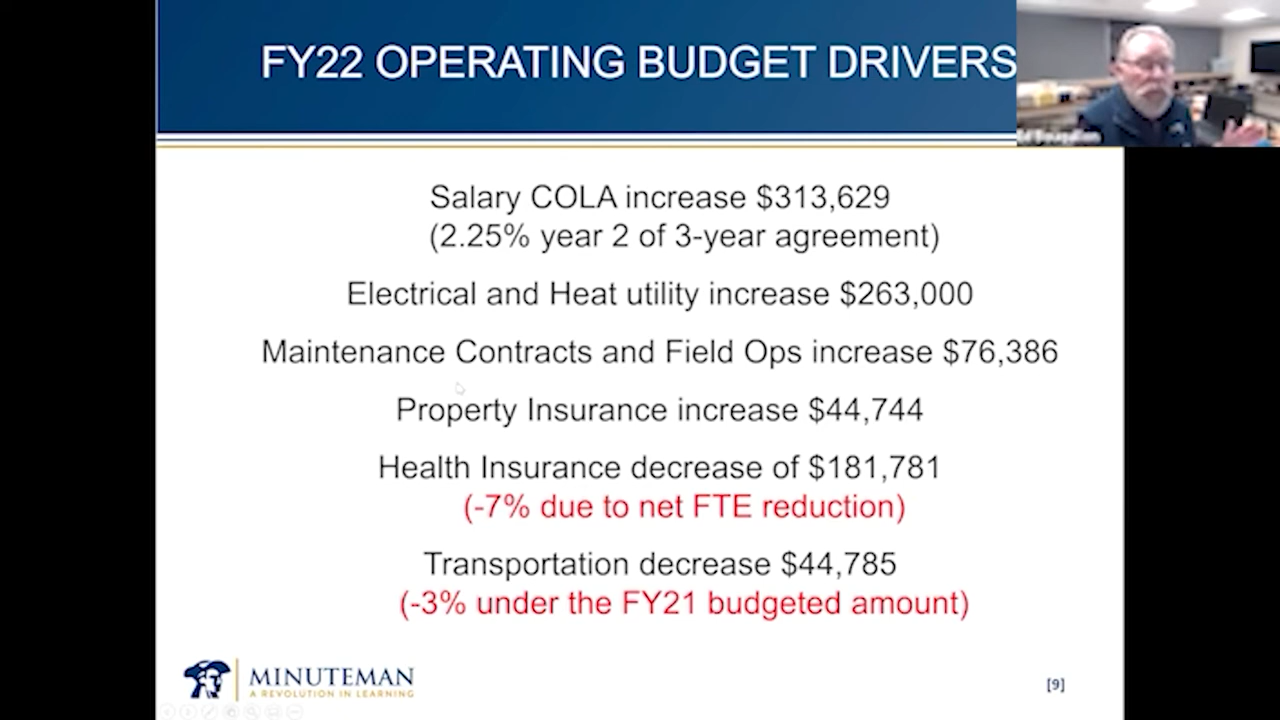 FY22 OPERATING BUDGET DRIVERS
Salary COLA increase $313,629
(2.25% year 2 of 3-year agreement)
Electrical and Heat utility increase $263,000
Maintenance Contracts and Field Ops increase $76,386
Property Insurance increase $44,744
Health Insurance decrease of $181,781
(-7% due to net FTE reduction)
Transportation decrease $44,785
(-3% under the FY21 budgeted amount)
MINUTEMAN
A REVOLUTION IN LEARNING
[9]